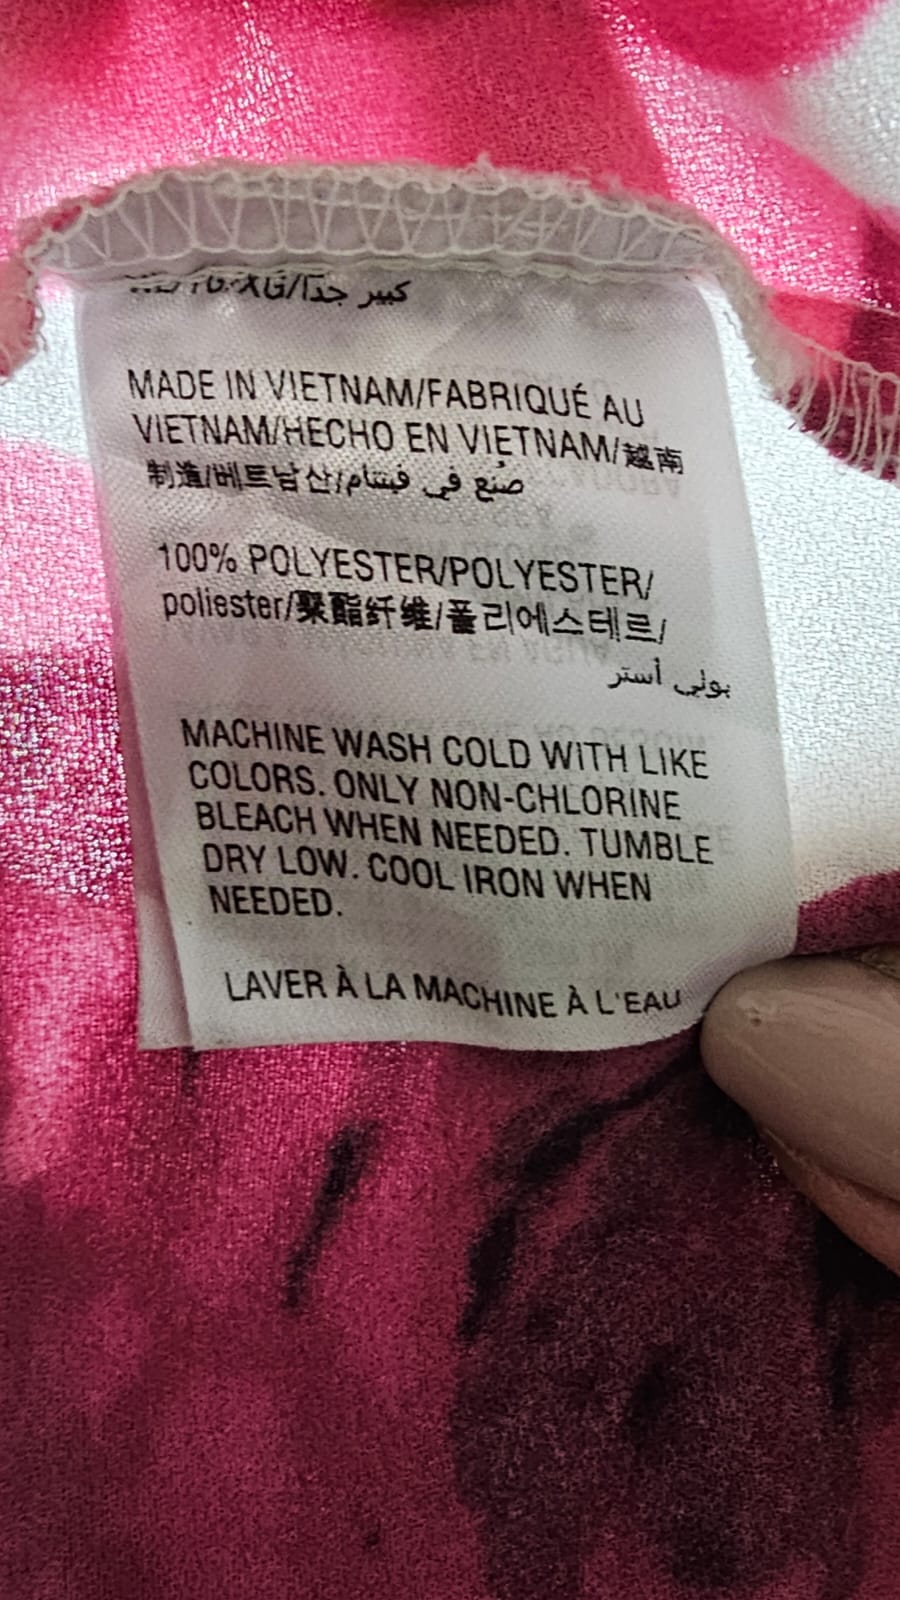 /TG/XG/كبير جدًا
MADE IN VIETNAM/FABRIQUÉ AU
VIETNAM/HECHO EN VIETNAM/越南
制造/베트남산/صُنع في فيتنام
100% POLYESTER/POLYESTER/
poliester/聚酯纤维/폴리에스테르/
بولي أستر
MACHINE WASH COLD WITH LIKE
COLORS. ONLY NON-CHLORINE
BLEACH WHEN NEEDED. TUMBLE
DRY LOW. COOL IRON WHEN
NEEDED.
LAVER À LA MACHINE À L'EAU